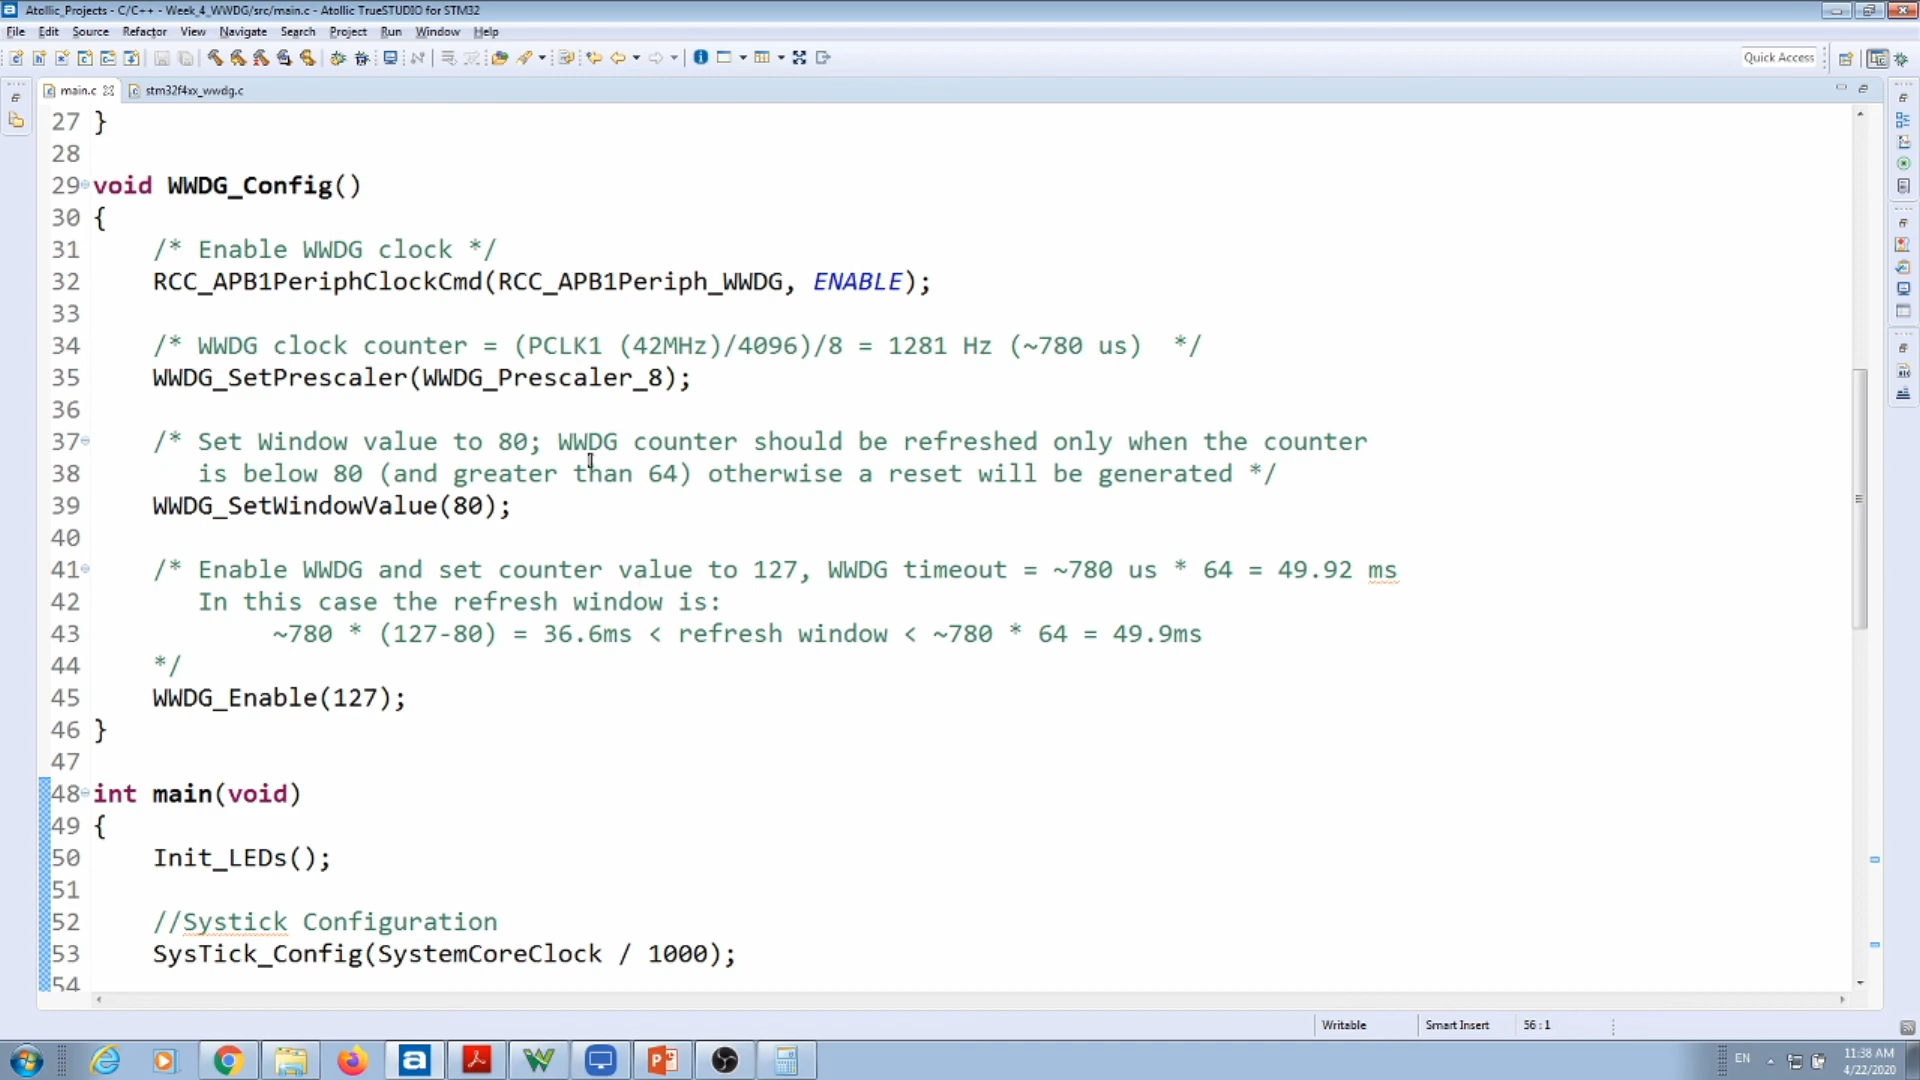 Atollic_Projects - C/C++ - Week_4_WWDG/src/main.c - Atollic TrueSTUDIO for STM32
File Edit Source Refactor View Navigate Search Project Run Window Help
Quick Access
main.c stm32f4xx_wwdg.c
27 }
28
29 void WWDG_Config()
30 {
31 /* Enable WWDG clock */
32 RCC_APB1PeriphClockCmd(RCC_APB1Periph_WWDG, ENABLE);
33
34 /* WWDG clock counter = (PCLK1 (42MHz)/4096)/8 = 1281 Hz (~780 us)  */
35 WWDG_SetPrescaler(WWDG_Prescaler_8);
36
37 /* Set Window value to 80; WWDG counter should be refreshed only when the counter
38 is below 80 (and greater than 64) otherwise a reset will be generated */
39 WWDG_SetWindowValue(80);
40
41 /* Enable WWDG and set counter value to 127, WWDG timeout = ~780 us * 64 = 49.92 ms
42 In this case the refresh window is:
43 ~780 * (127-80) = 36.6ms < refresh window < ~780 * 64 = 49.9ms
44 */
45 WWDG_Enable(127);
46 }
47
48 int main(void)
49 {
50 Init_LEDs();
51
52 //Systick Configuration
53 SysTick_Config(SystemCoreClock / 1000);
54
Writable Smart Insert 56 : 1
EN 11:38 AM
4/22/2020